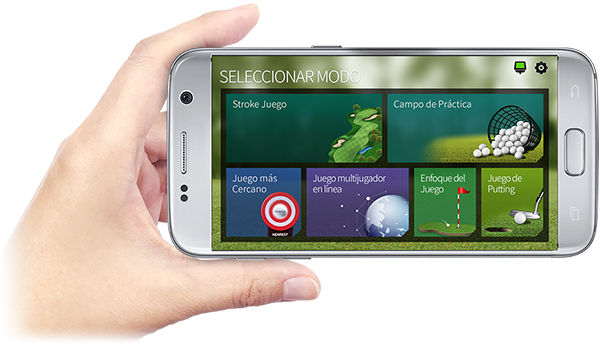 SELECCIONAR MODO
Stroke Juego
Campo de Práctica
Juego más
Cercano
NEAREST
Juego multijugador
en línea
Enfoque del
Juego
Juego de
Putting